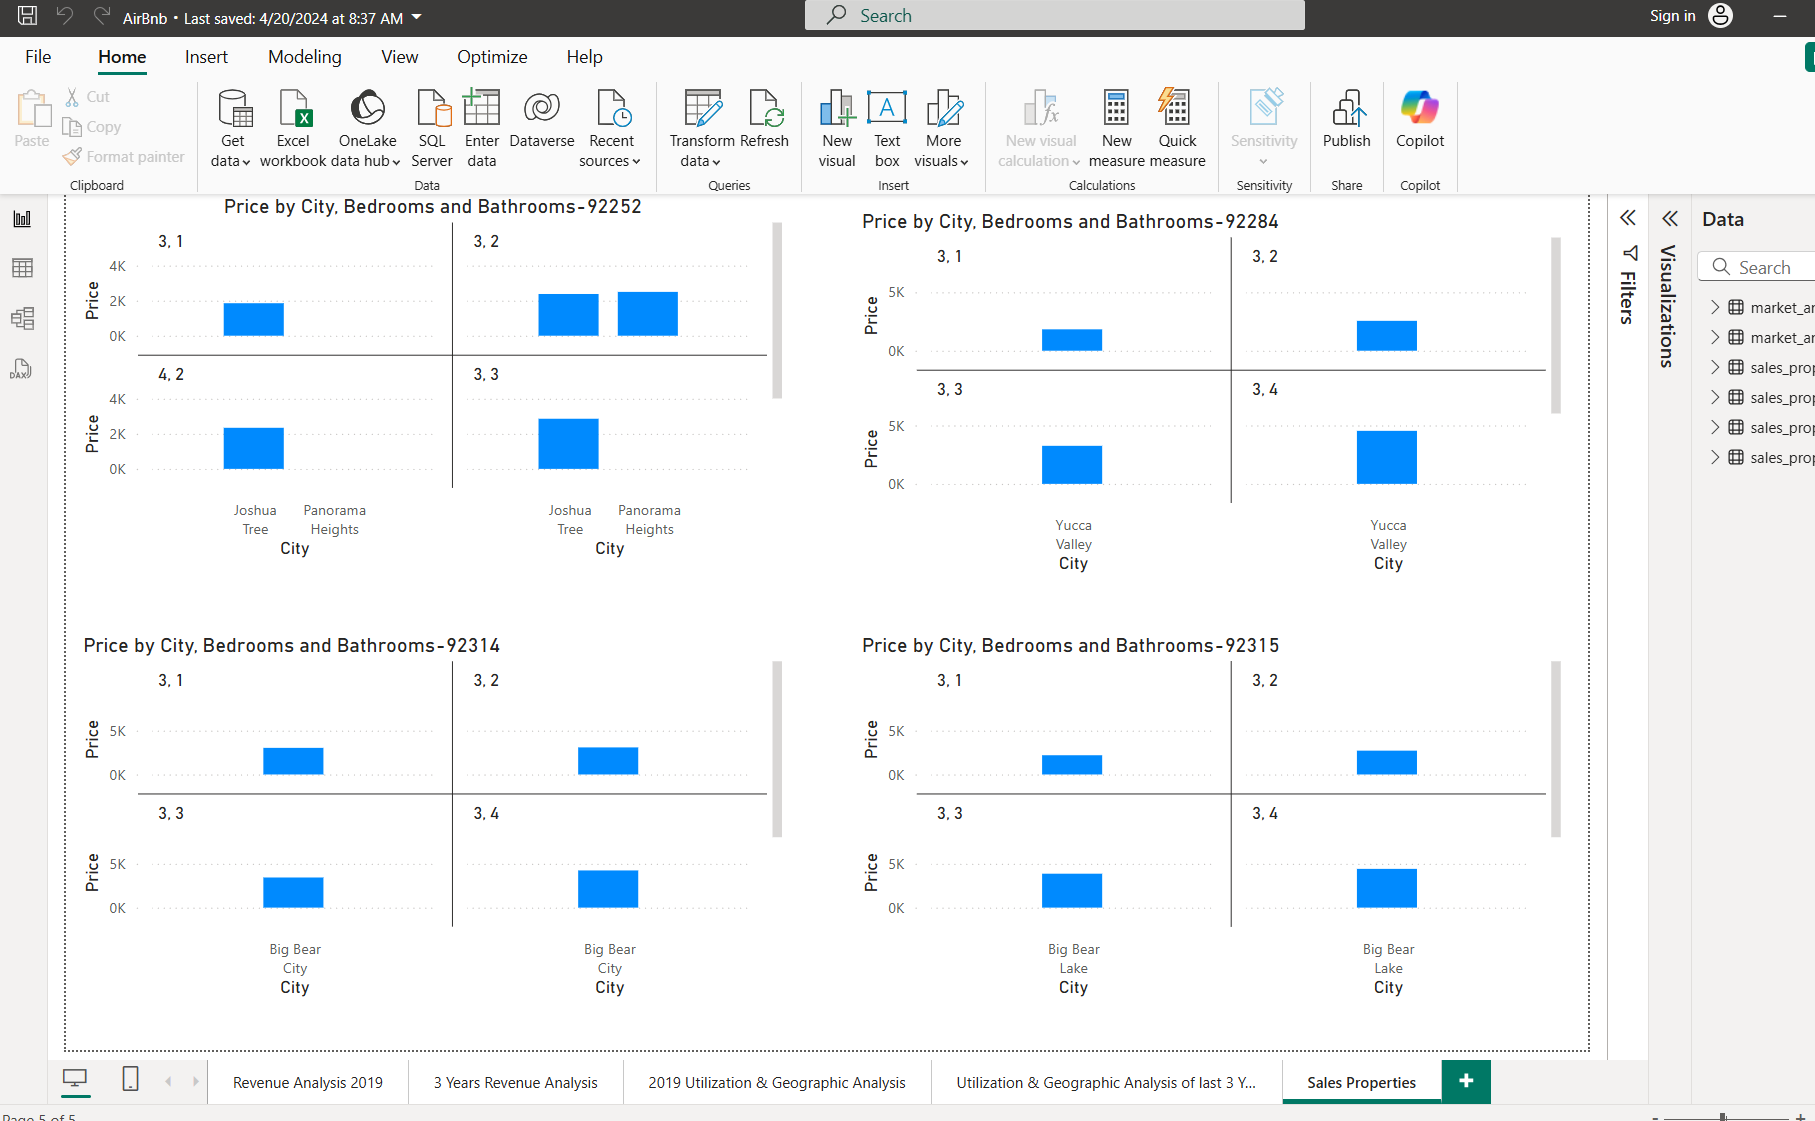 AirBnb • Last saved: 4/20/2024 at 8:37 AM
Search
Sign in
File
Home
Insert
Modeling
View
Optimize
Help
Paste
Cut
Copy
Format painter
Clipboard
Get data
Excel workbook
OneLake data hub
SQL Server
Enter data
Dataverse
Recent sources
Data
Transform data
Refresh
Queries
New visual
Text box
More visuals
Insert
New visual calculation
New measure
Quick measure
Calculations
Sensitivity
Sensitivity
Publish
Share
Copilot
Copilot
Price by City, Bedrooms and Bathrooms-92252
3, 1
3, 2
4K
2K
0K
Price
4, 2
3, 3
4K
2K
0K
Price
Joshua Tree
Panorama Heights
Joshua Tree
Panorama Heights
City
City
Price by City, Bedrooms and Bathrooms-92284
3, 1
3, 2
5K
0K
Price
3, 3
3, 4
5K
0K
Price
Yucca Valley
Yucca Valley
City
City
Price by City, Bedrooms and Bathrooms-92314
3, 1
3, 2
5K
0K
Price
3, 3
3, 4
5K
0K
Price
Big Bear City
Big Bear City
City
City
Price by City, Bedrooms and Bathrooms-92315
3, 1
3, 2
5K
0K
Price
3, 3
3, 4
5K
0K
Price
Big Bear Lake
Big Bear Lake
City
City
Filters
Visualizations
Data
Search
market_ar
market_ar
sales_prop
sales_prop
sales_prop
sales_prop
DAX
Revenue Analysis 2019
3 Years Revenue Analysis
2019 Utilization & Geographic Analysis
Utilization & Geographic Analysis of last 3 Y...
Sales Properties
Page 5 of 5